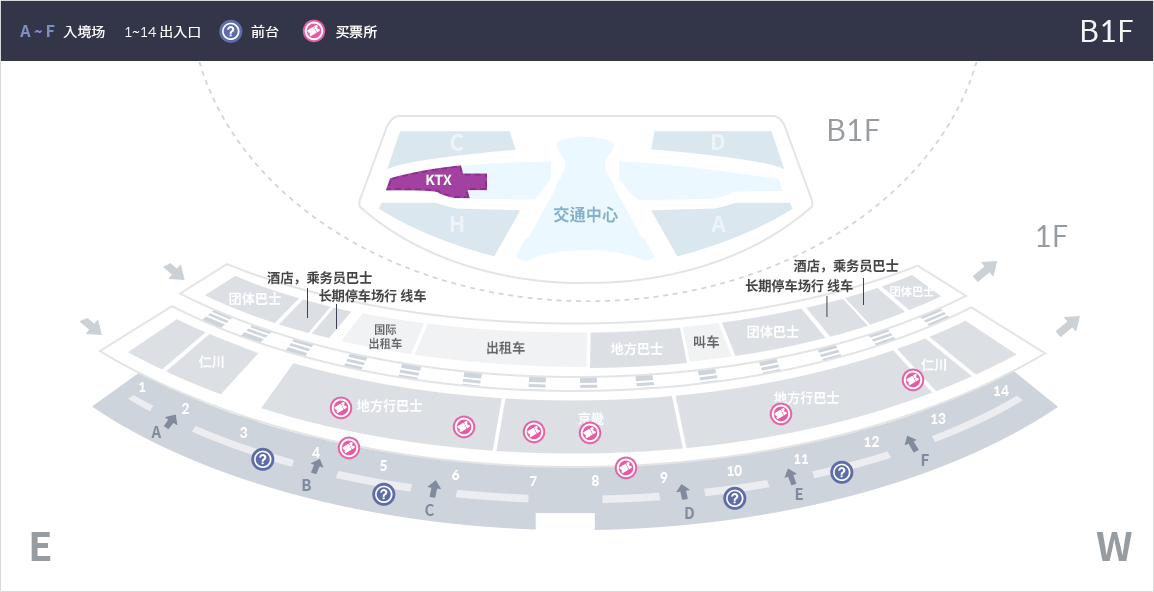 A ~ F 入境场 1~14 出入口 ? 前台 买票所 B1F
B1F
C D
KTX
交通中心
H A
1F
酒店，乘务员巴士 酒店，乘务员巴士
长期停车场行 线车 长期停车场行 线车
团体巴士 团体巴士
国际
出租车
出租车 地方巴士 叫车 团体巴士
仁川 仁川
地方行巴士 京畿 地方行巴士
1 2 3 4 5 6 7 8 9 10 11 12 13 14
A B C D E F
? ? ? ?
E W